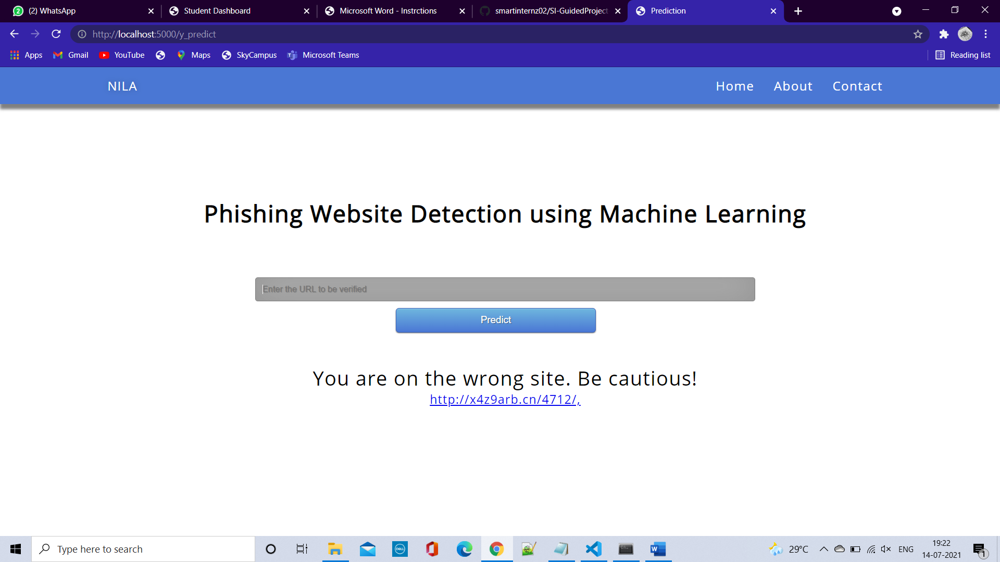 (2) WhatsApp
Student Dashboard
Microsoft Word - Instrctions
smartinternz02/SI-GuidedProject
Prediction
http://localhost:5000/y_predict
Apps
Gmail
YouTube
Maps
SkyCampus
Microsoft Teams
Reading list
NILA
Home
About
Contact
Phishing Website Detection using Machine Learning
Enter the URL to be verified
Predict
You are on the wrong site. Be cautious!
http://x4z9arb.cn/4712/,
Type here to search
DELL
29°C
ENG
19:22
14-07-2021
1